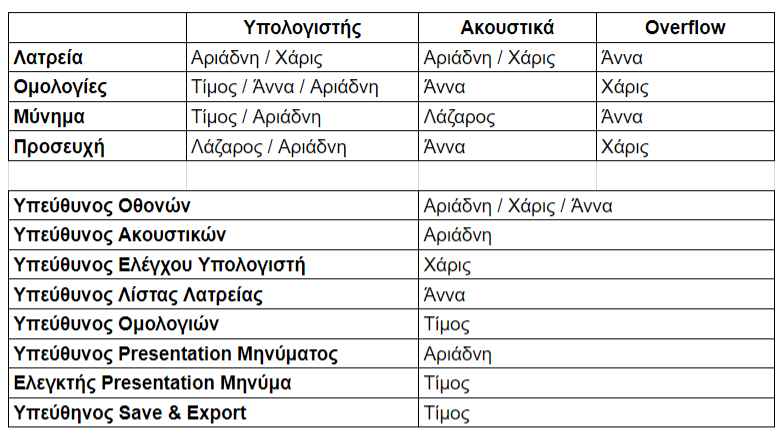 Υπολογιστής Ακουστικά Overflow
Λατρεία Αριάδνη / Χάρις Αριάδνη / Χάρις Άννα
Ομολογίες Τίμος / Άννα / Αριάδνη Άννα Χάρις
Μύνημα Τίμος / Αριάδνη Λάζαρος Άννα
Προσευχή Λάζαρος / Αριάδνη Άννα Χάρις
Υπεύθυνος Οθονών Αριάδνη / Χάρις / Άννα
Υπεύθυνος Ακουστικών Αριάδνη
Υπεύθυνος Ελέγχου Υπολογιστή Χάρις
Υπεύθυνος Λίστας Λατρείας Άννα
Υπεύθυνος Ομολογιών Τίμος
Υπεύθυνος Presentation Μηνύματος Αριάδνη
Ελεγκτής Presentation Μηνύμα Τίμος
Υπεύθηνος Save & Export Τίμος